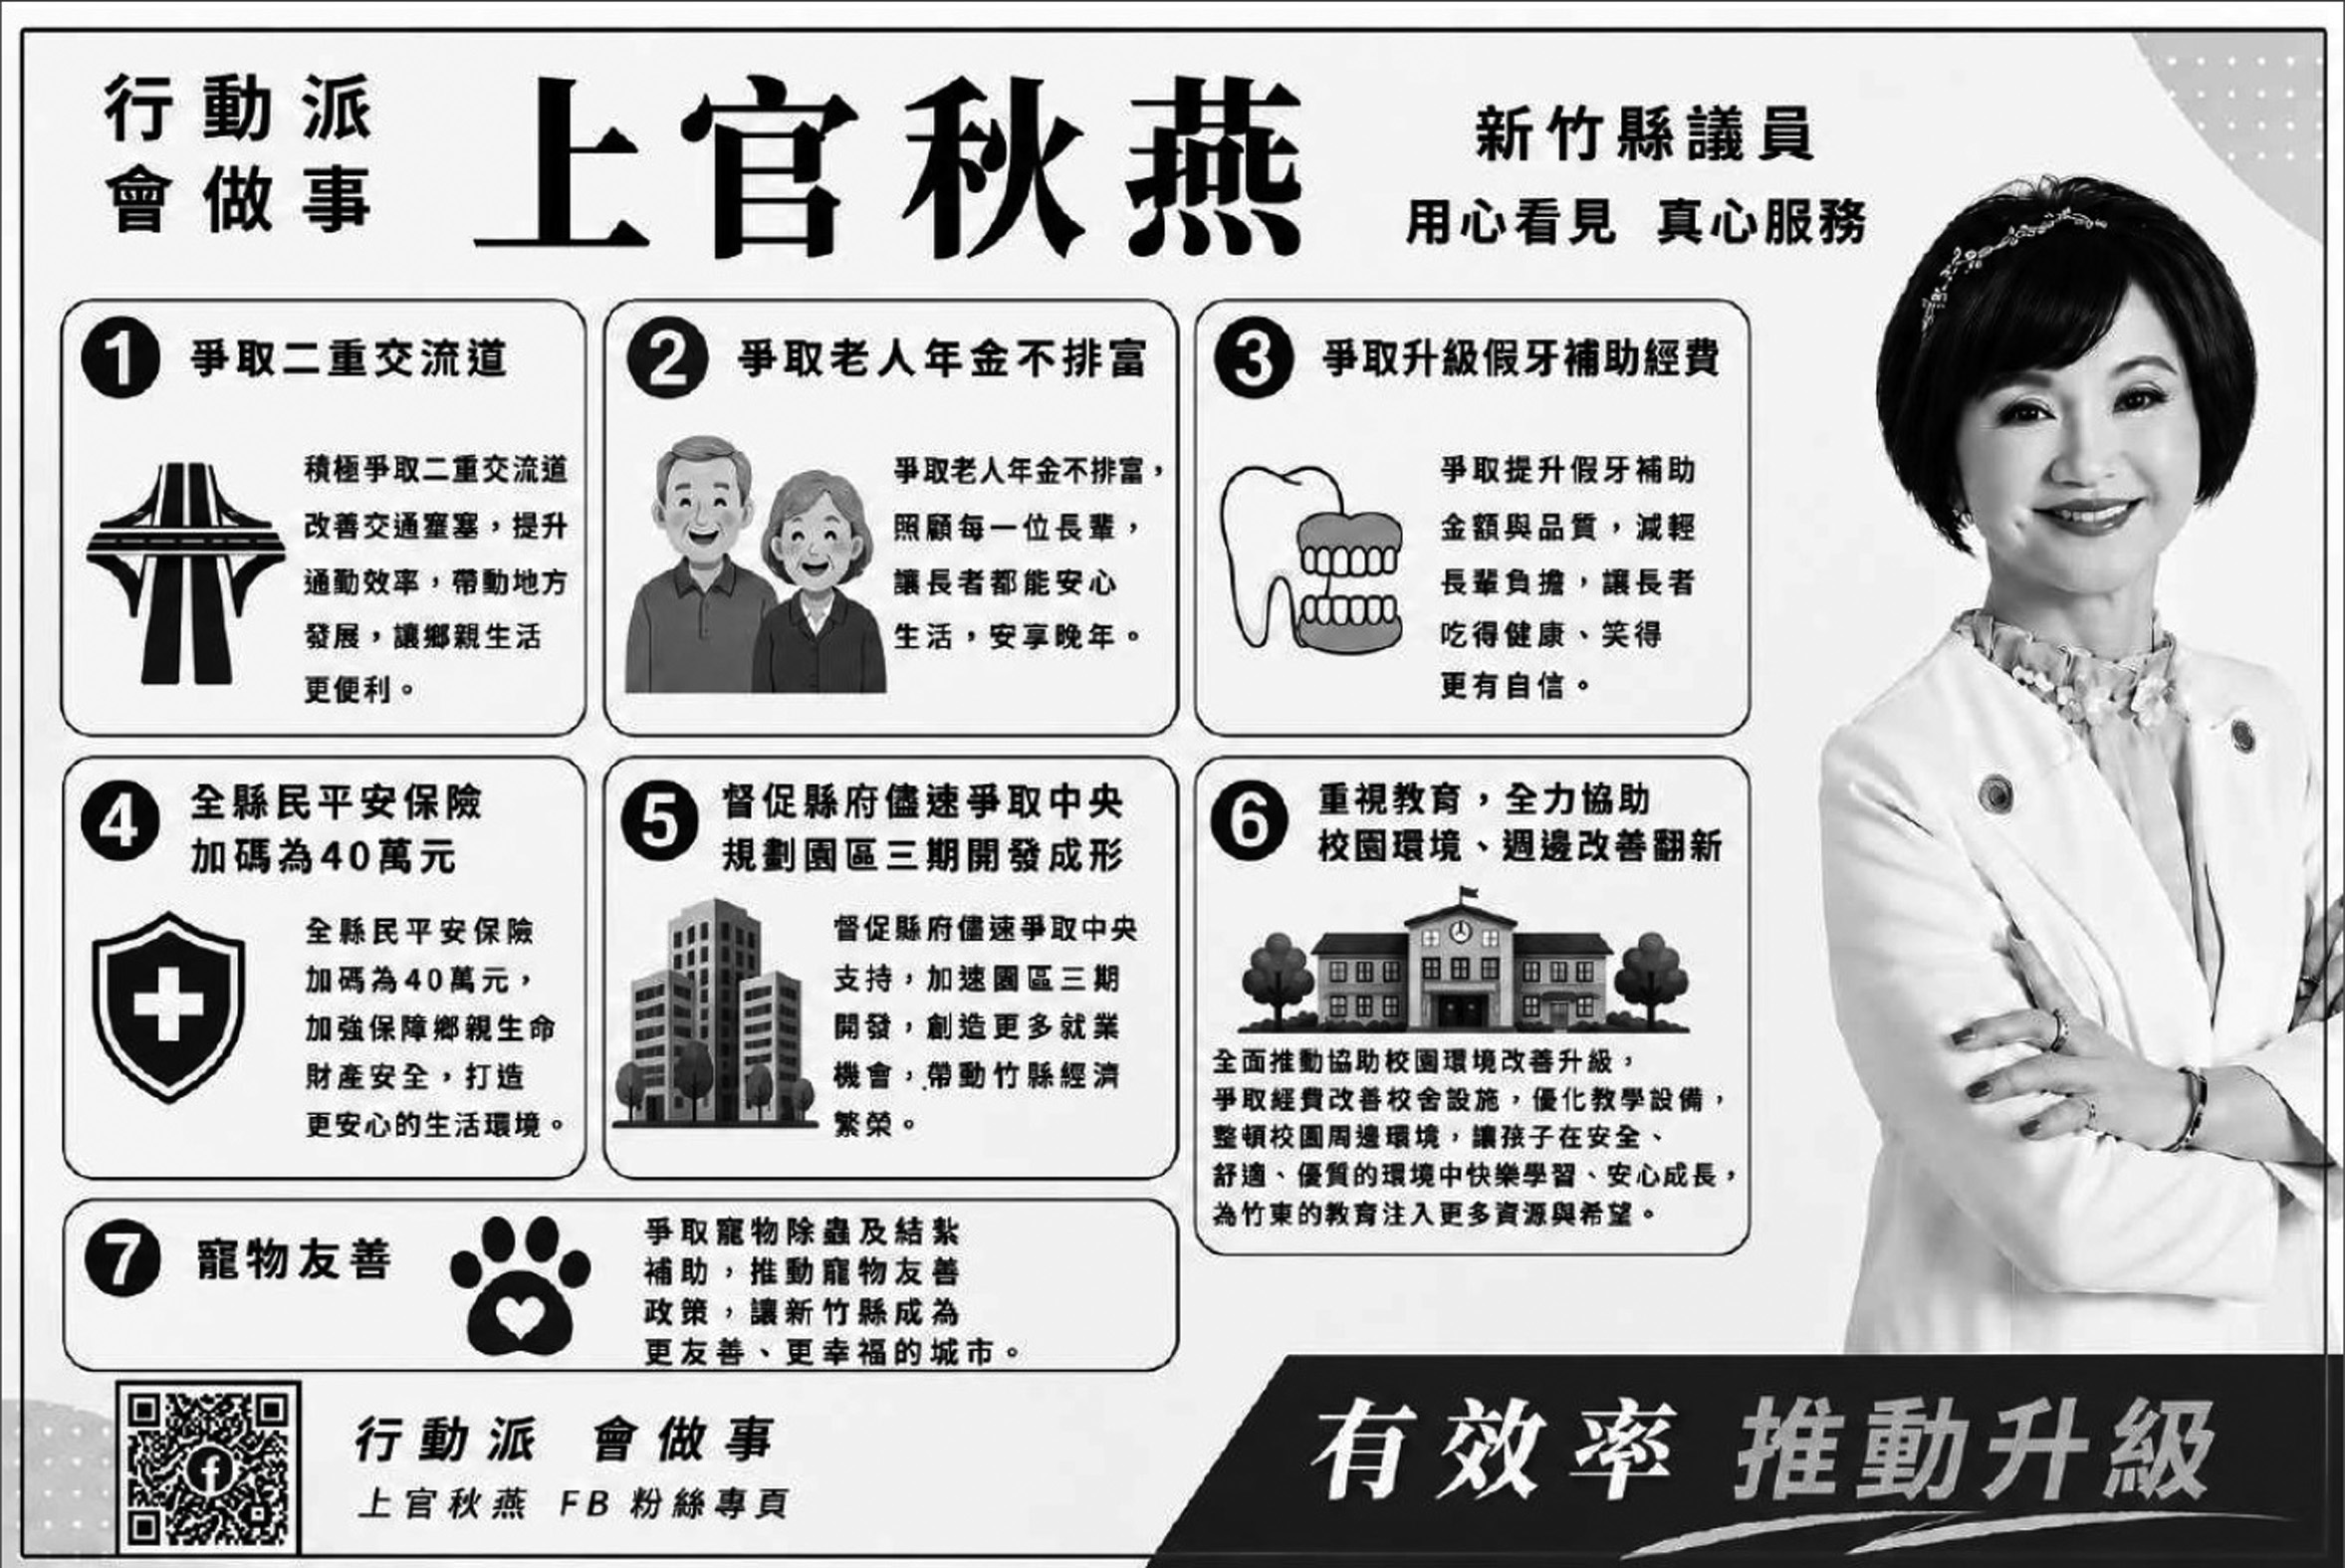 行動派
會做事
上官秋燕
新竹縣議員
用心看見 真心服務
1 爭取二重交流道
積極爭取二重交流道
改善交通壅塞，提升
通勤效率，帶動地方
發展，讓鄉親生活
更便利。
2 爭取老人年金不排富
爭取老人年金不排富，
照顧每一位長輩，
讓長者都能安心
生活，安享晚年。
3 爭取升級假牙補助經費
爭取提升假牙補助
金額與品質，減輕
長輩負擔，讓長者
吃得健康、笑得
更有自信。
4 全縣民平安保險
加碼為40萬元
全縣民平安保險
加碼為40萬元，
加強保障鄉親生命
財產安全，打造
更安心的生活環境。
5 督促縣府儘速爭取中央
規劃園區三期開發成形
督促縣府儘速爭取中央
支持，加速園區三期
開發，創造更多就業
機會，帶動竹縣經濟
繁榮。
6 重視教育，全力協助
校園環境、週邊改善翻新
全面推動協助校園環境改善升級，
爭取經費改善校舍設施，優化教學設備，
整頓校園周邊環境，讓孩子在安全、
舒適、優質的環境中快樂學習、安心成長，
為竹東的教育注入更多資源與希望。
7 寵物友善
爭取寵物除蟲及結紮
補助，推動寵物友善
政策，讓新竹縣成為
更友善、更幸福的城市。
行動派 會做事
上官秋燕 FB 粉絲專頁
有效率 推動升級